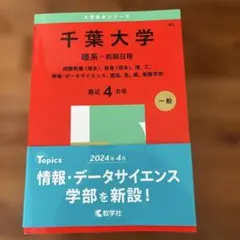 大学赤本シリーズ
千葉大学
理系－前期日程
国際教養〈理系〉、教育〈理系〉、理、工、
情報・データサイエンス、園芸、医、薬、看護学部
最近4カ年
一般
Topics
2024年4月
情報・データサイエンス
学部を新設！
教学社